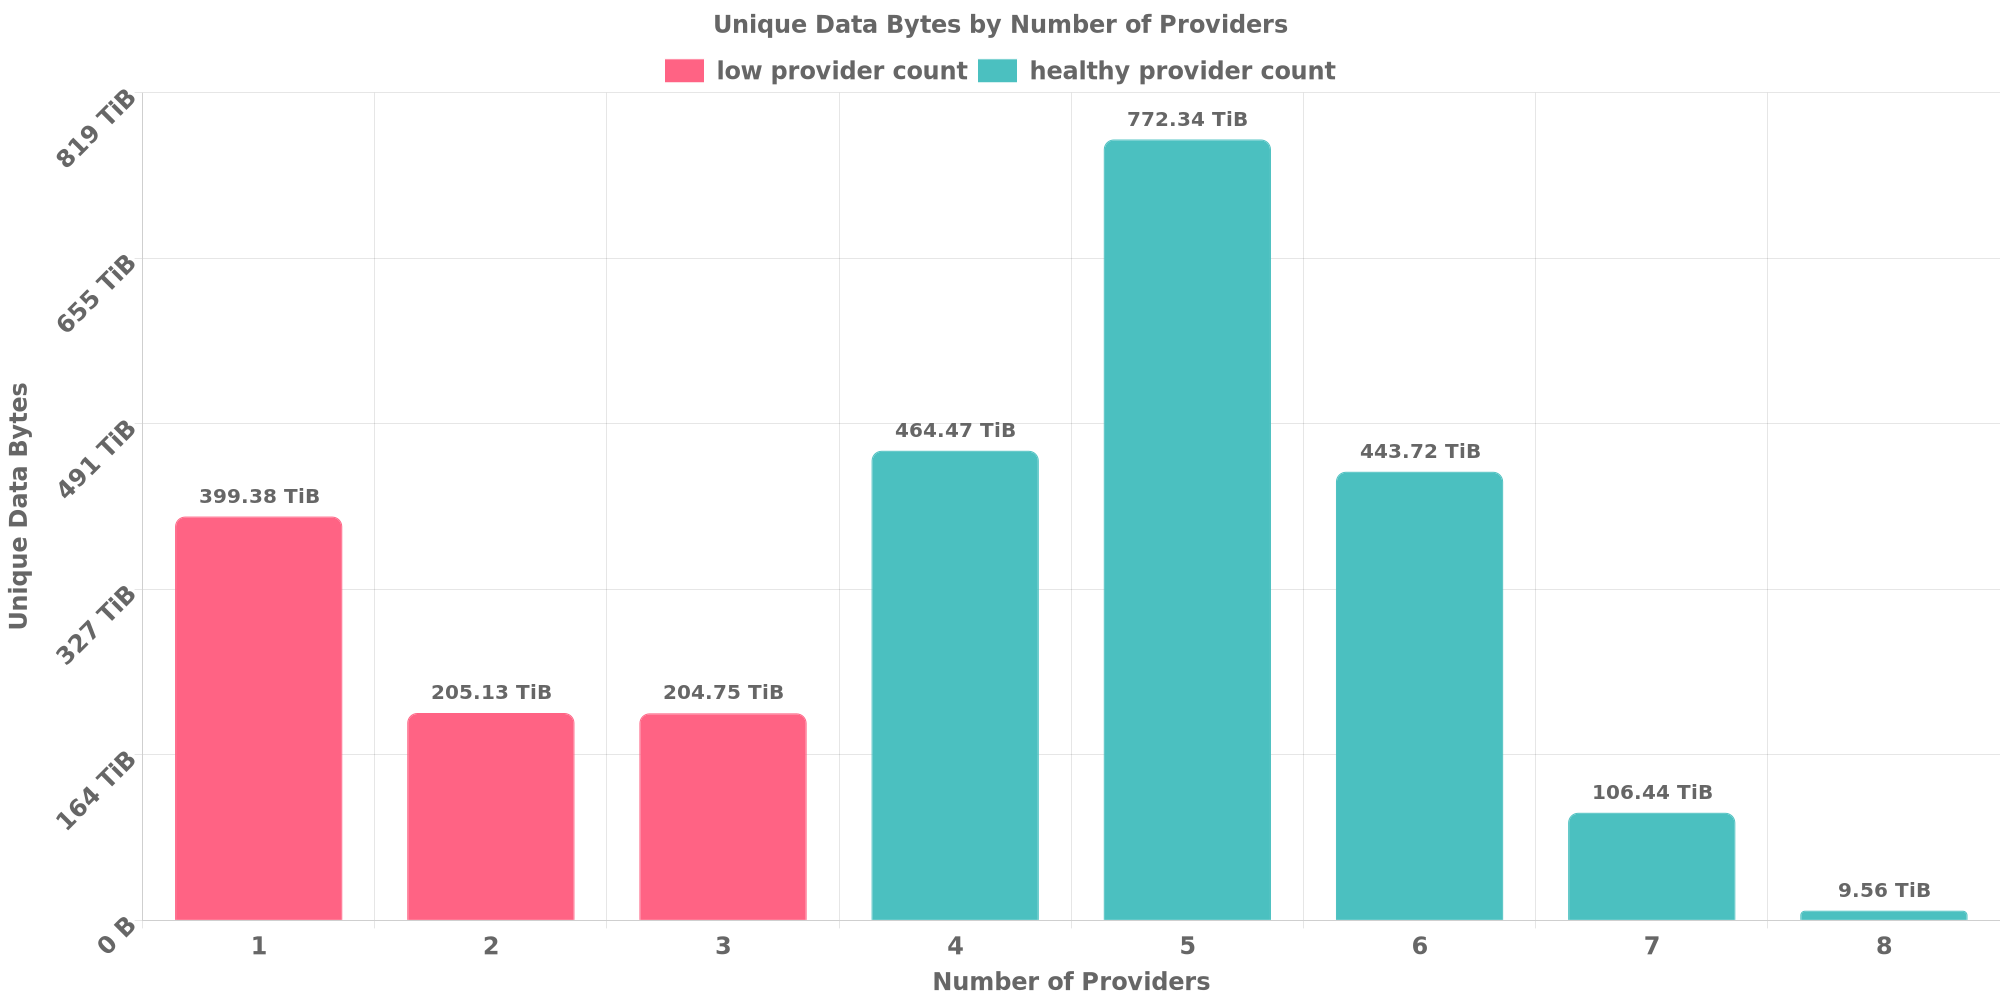 Unique Data Bytes by Number of Providers
low provider count healthy provider count
819 TiB
655 TiB
491 TiB
327 TiB
164 TiB
0 B
Unique Data Bytes
399.38 TiB
205.13 TiB
204.75 TiB
464.47 TiB
772.34 TiB
443.72 TiB
106.44 TiB
9.56 TiB
1 2 3 4 5 6 7 8
Number of Providers